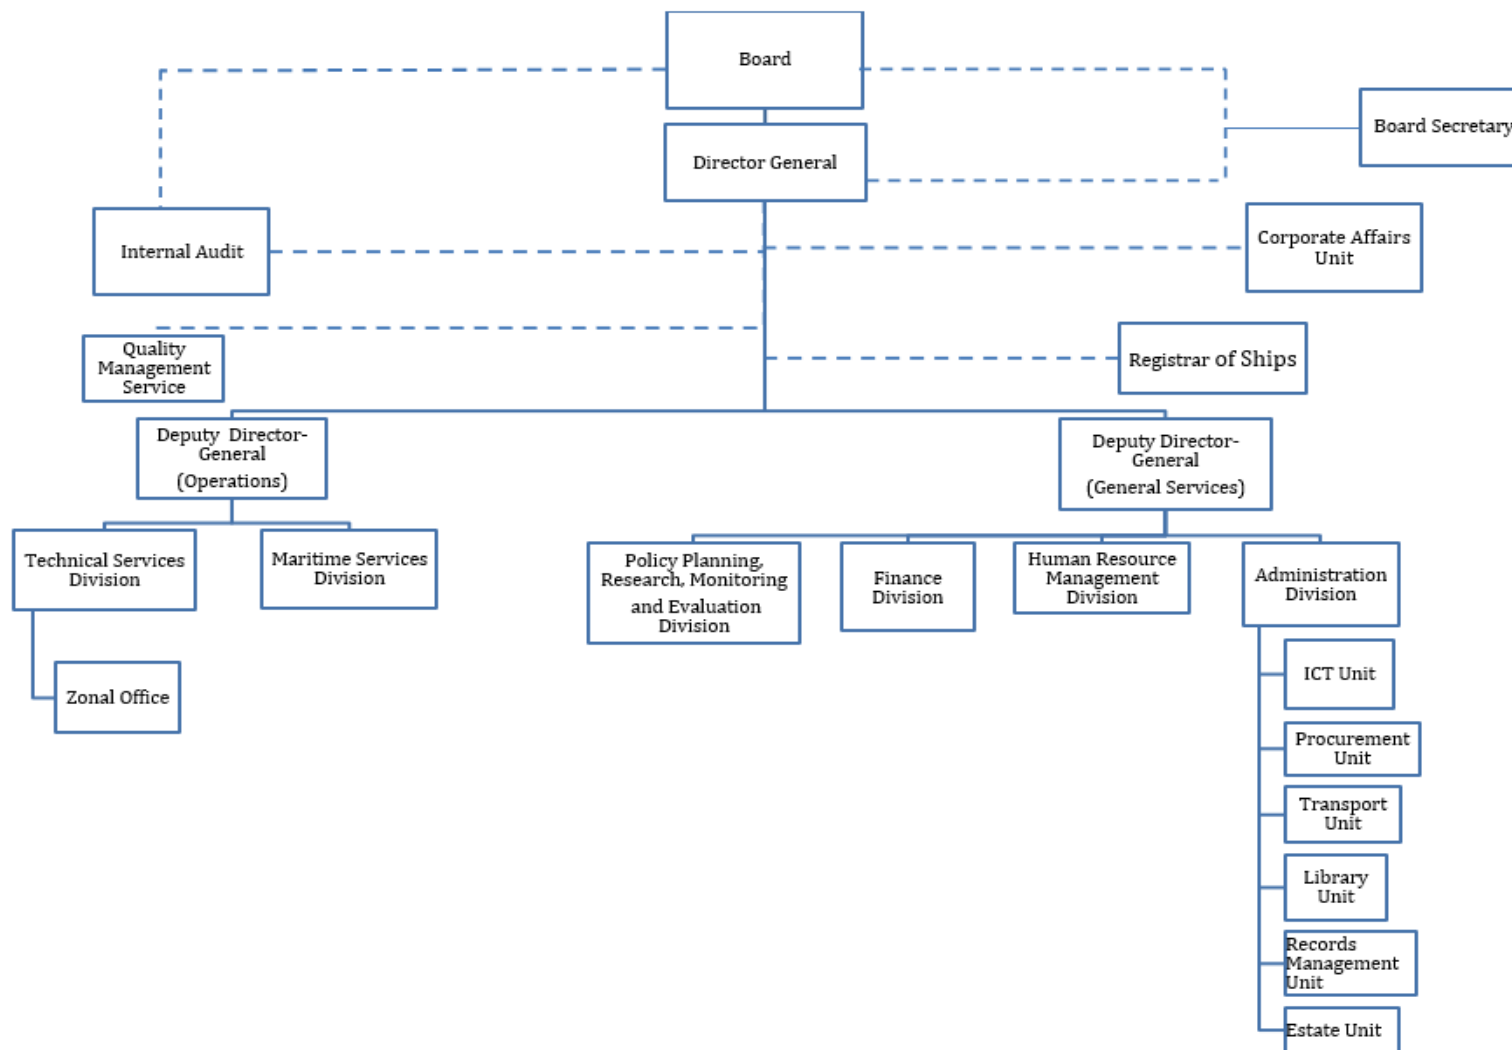 Board
Board Secretary
Director General
Internal Audit
Corporate Affairs
Unit
Quality
Management
Service
Registrar of Ships
Deputy Director-
General
(Operations)
Deputy Director-
General
(General Services)
Technical Services
Division
Maritime Services
Division
Policy Planning,
Research, Monitoring
and Evaluation
Division
Finance
Division
Human Resource
Management
Division
Administration
Division
Zonal Office
ICT Unit
Procurement
Unit
Transport
Unit
Library
Unit
Records
Management
Unit
Estate Unit